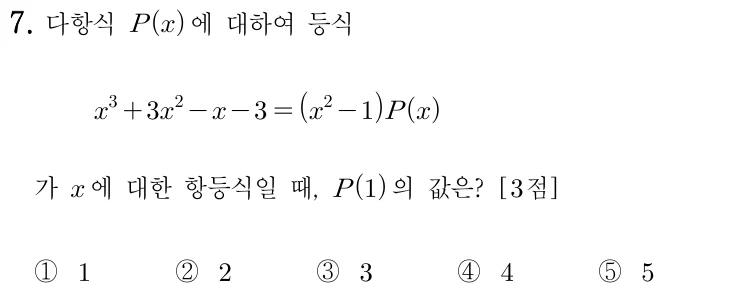 7. 다항식 P(x)에 대하여 등식
x³+3x²−x−3=(x²−1)P(x)
가 x에 대한 항등식일 때, P(1)의 값은? [3점]
① 1 ② 2 ③ 3 ④ 4 ⑤ 5